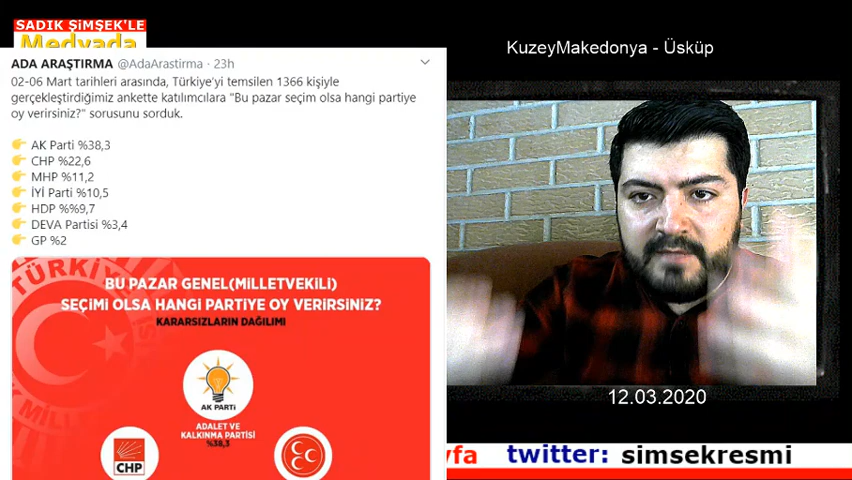 SADIK ŞİMŞEK'LE
Medyada
KuzeyMakedonya - Üsküp
ADA ARAŞTIRMA @AdaArastirma · 23h
02-06 Mart tarihleri arasında, Türkiye'yi temsilen 1366 kişiyle
gerçekleştirdiğimiz ankette katılımcılara "Bu pazar seçim olsa hangi partiye
oy verirsiniz?" sorusunu sorduk.
AK Parti %38,3
CHP %22,6
MHP %11,2
İYİ Parti %10,5
HDP %%9,7
DEVA Partisi %3,4
GP %2
TÜRKİY
BU PAZAR GENEL(MİLLETVEKİLİ)
SEÇİMİ OLSA HANGİ PARTİYE OY VERİRSİNİZ?
KARARSIZLARIN DAĞILIMI
AK PARTİ
ADALET VE
KALKINMA PARTİSİ
%38,3
CHP
12.03.2020
yfa twitter: simsekresmi